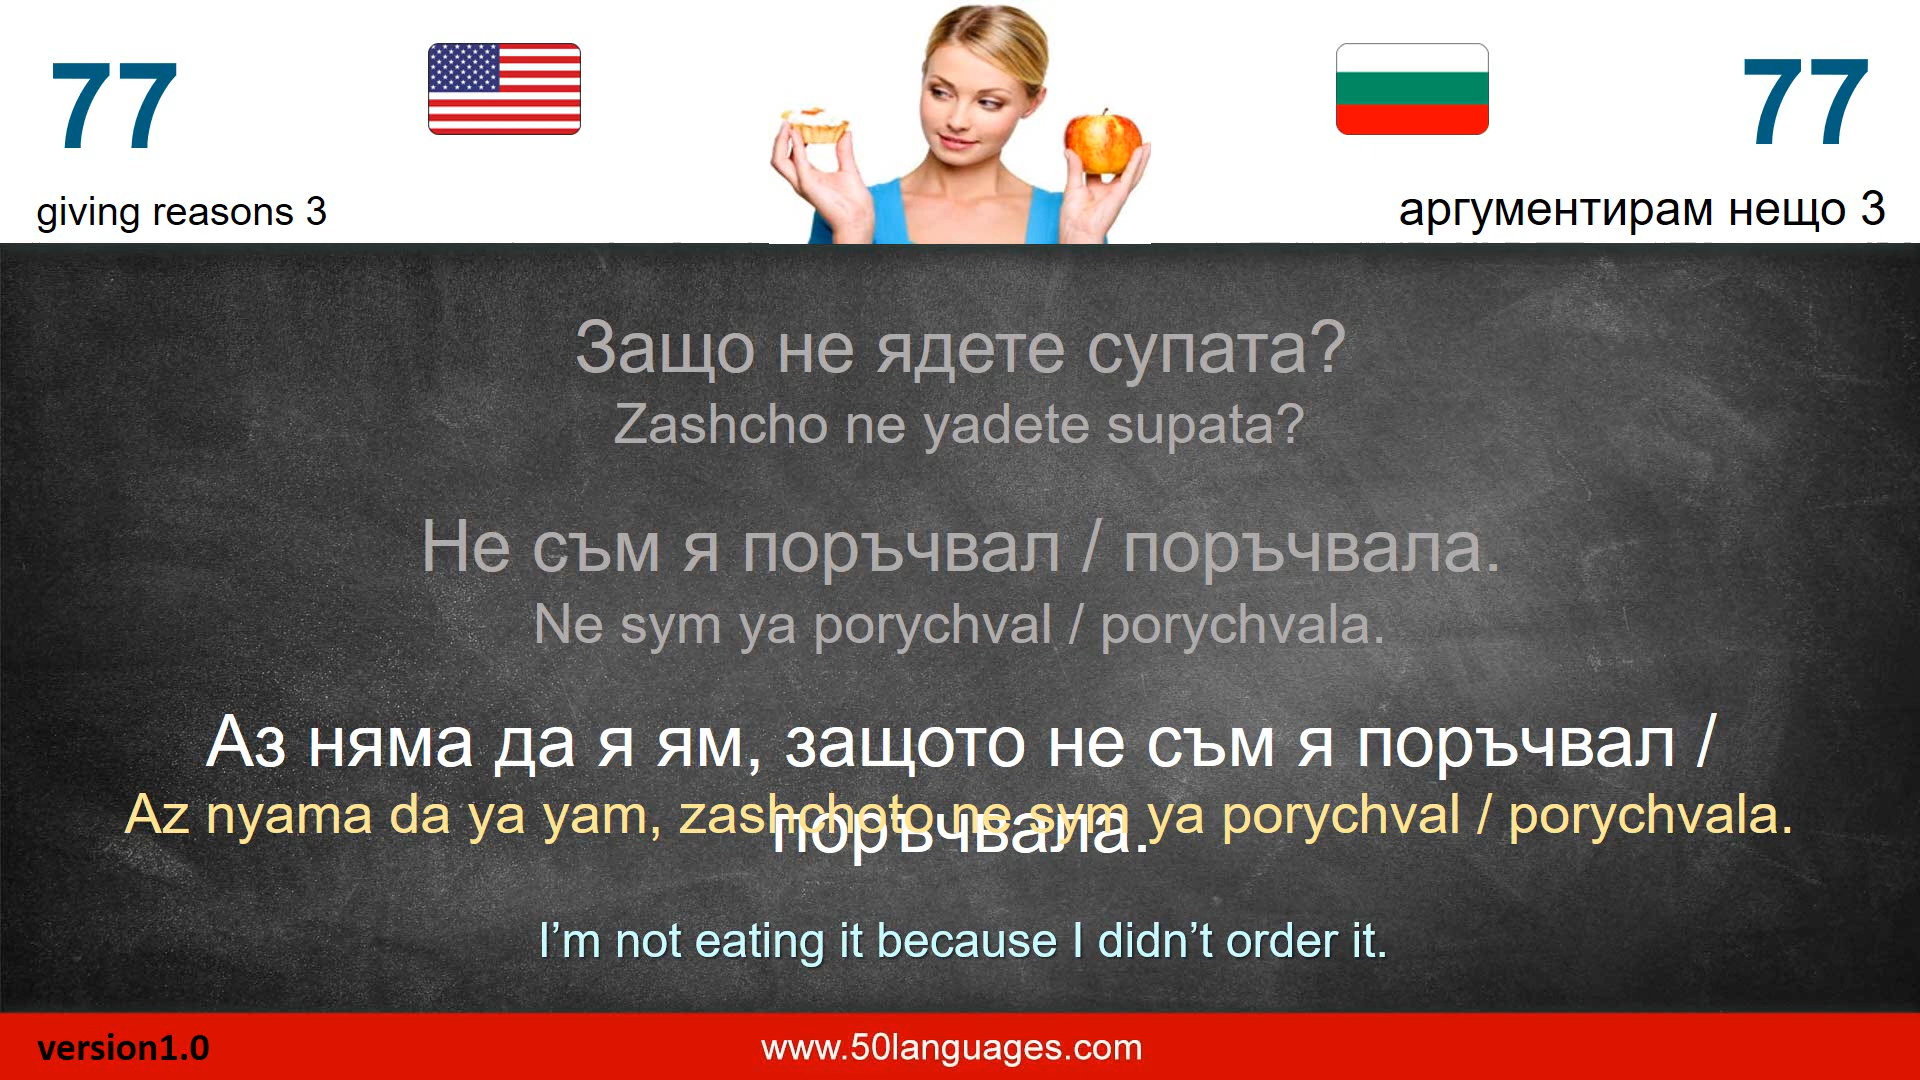 77
77
giving reasons 3
аргументирам нещо 3
Защо не ядете супата?
Zashcho ne yadete supata?
Не съм я поръчвал / поръчвала.
Ne sym ya porychval / porychvala.
Аз няма да я ям, защото не съм я поръчвал /
поръчвала.
Az nyama da ya yam, zashchoto ne sym ya porychval / porychvala.
I’m not eating it because I didn’t order it.
version1.0
www.50languages.com